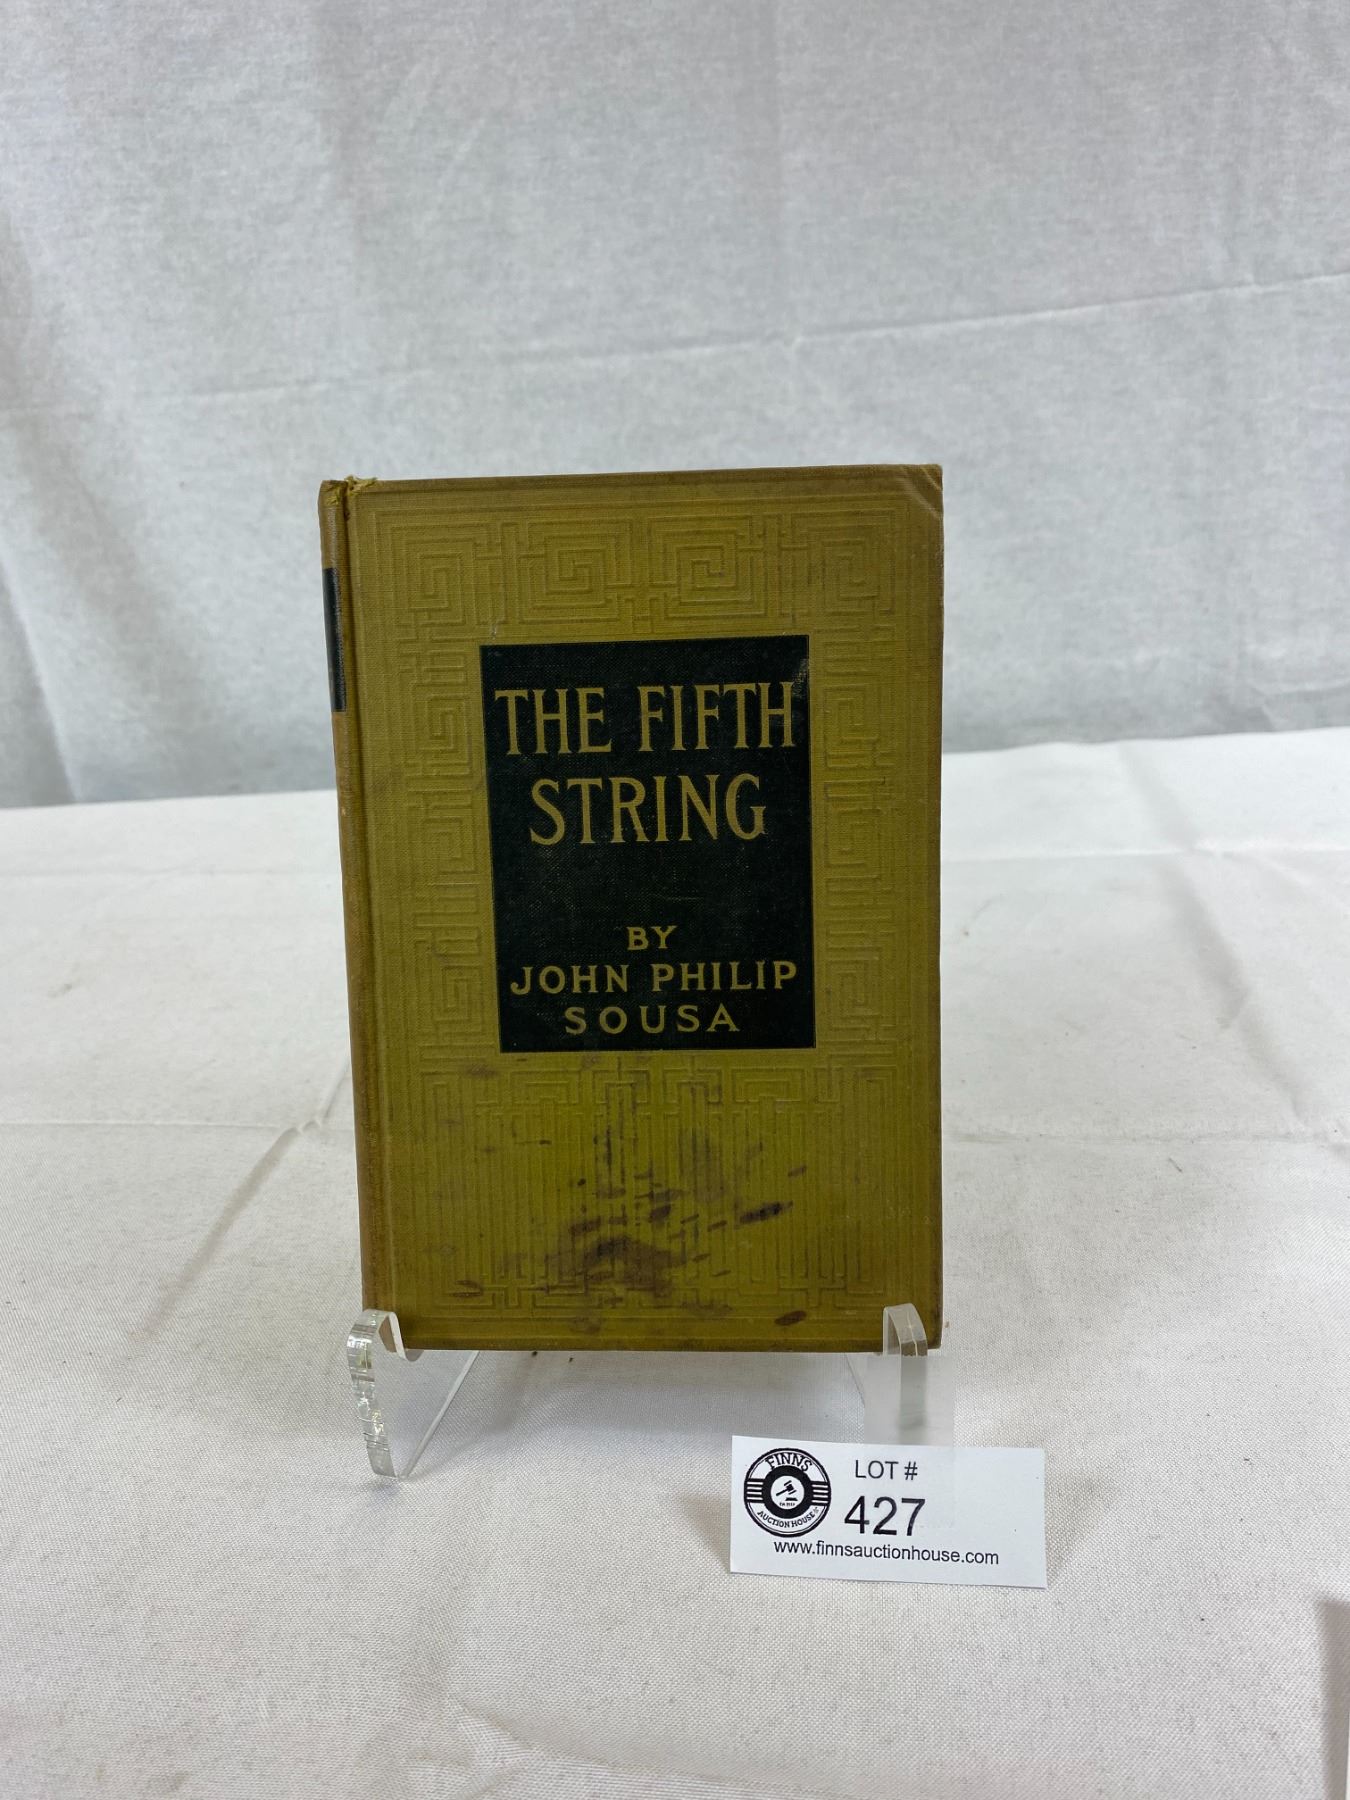 THE FIFTH
STRING
BY
JOHN PHILIP
SOUSA
FINNS
AUCTION HOUSE
LOT #
427
www.finnsauctionhouse.com